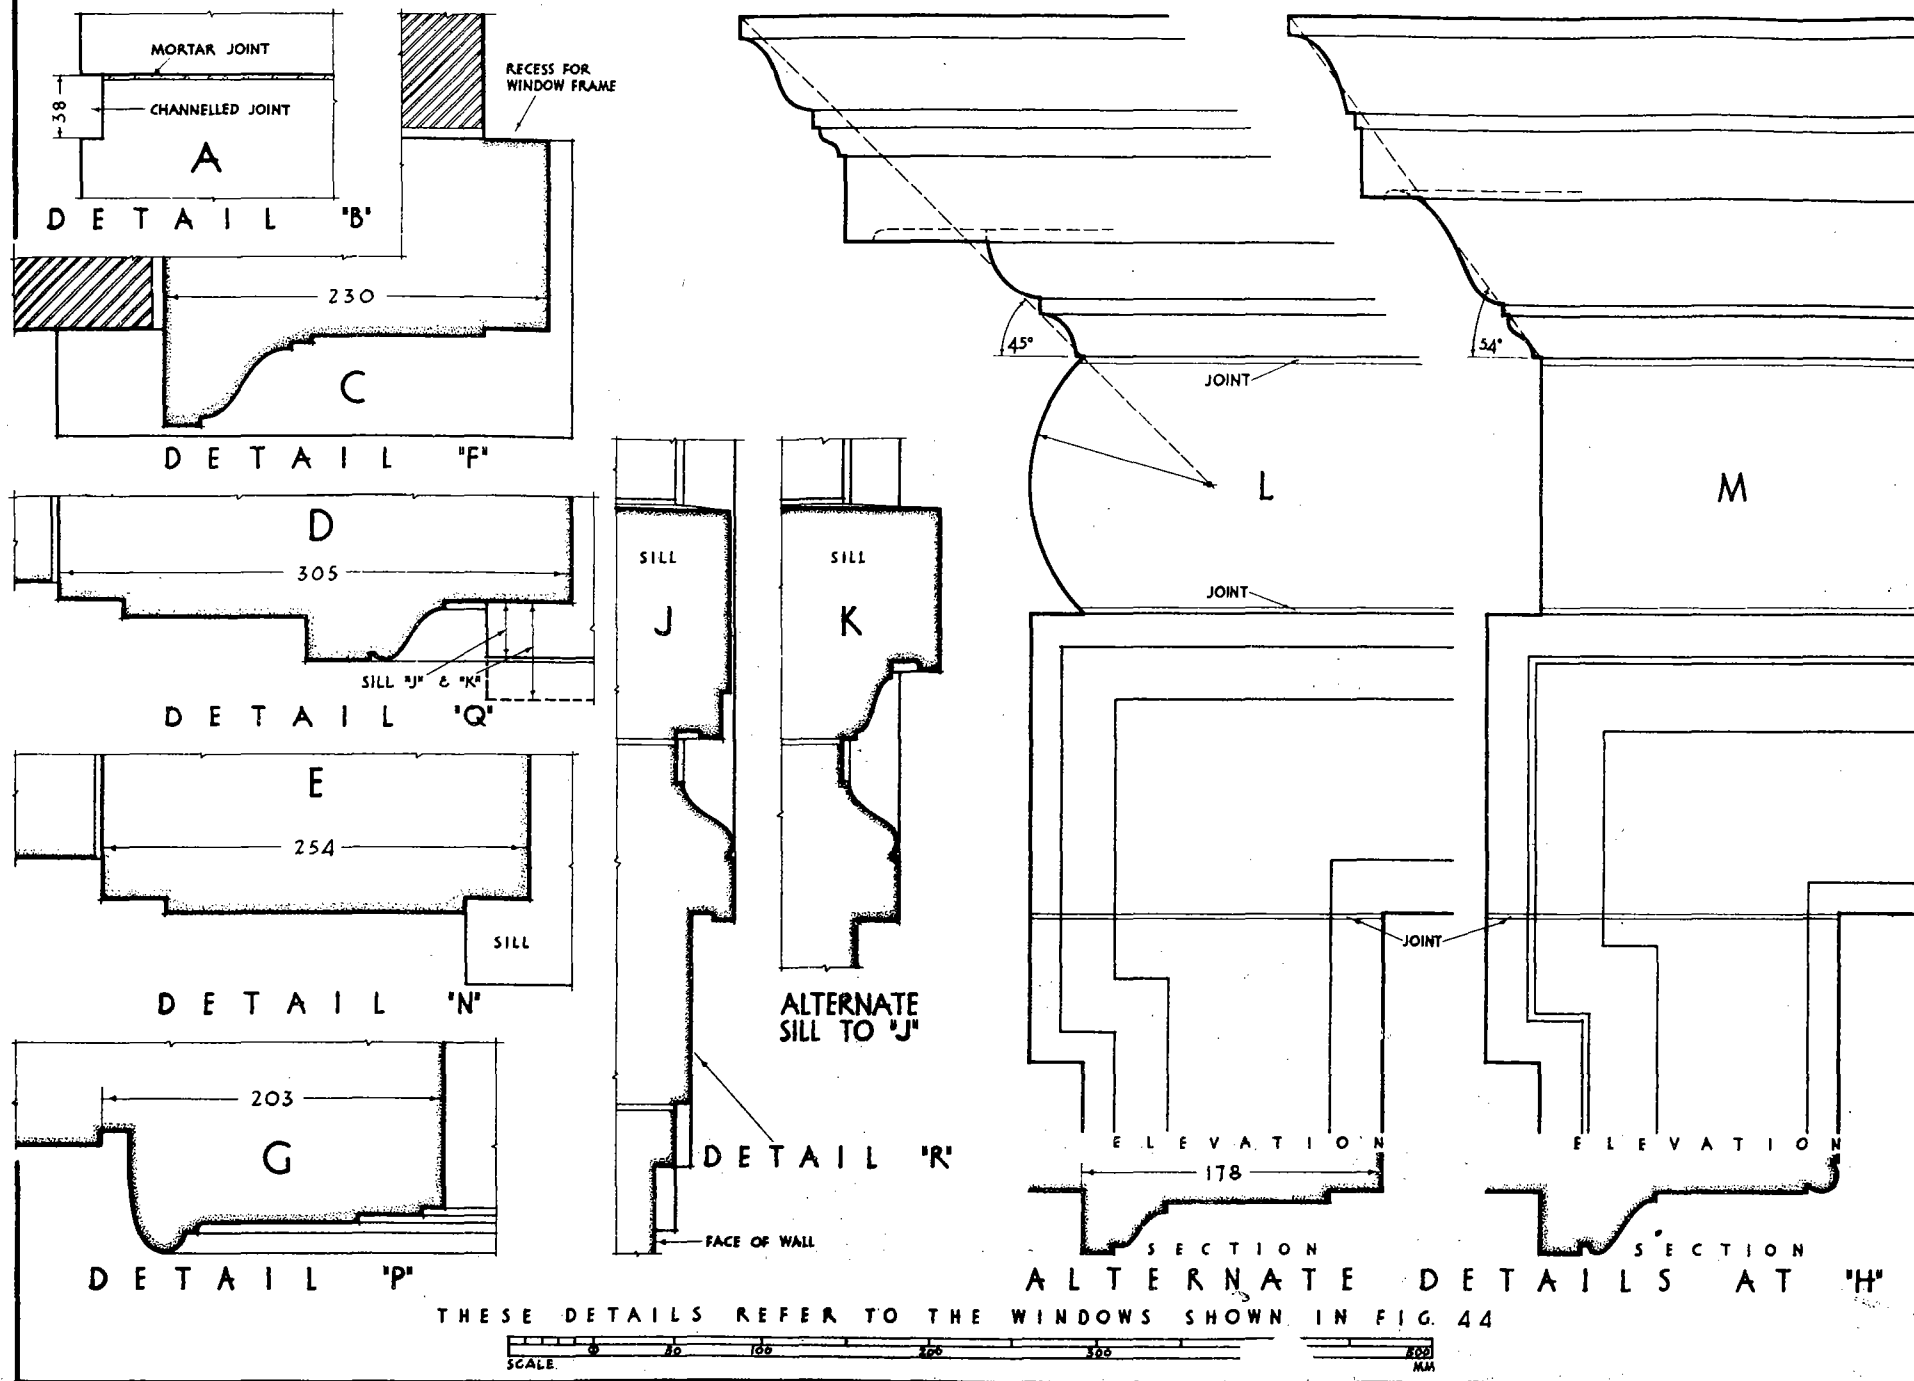 MORTAR JOINT
38
CHANNELLED JOINT
A
DETAIL "B"
RECESS FOR
WINDOW FRAME
230
C
DETAIL "F"
D
305
SILL "J" & "K"
DETAIL "Q"
E
254
SILL
DETAIL "N"
203
G
DETAIL "P"
SILL
J
SILL
K
ALTERNATE
SILL TO "J"
DETAIL "R"
FACE OF WALL
45°
JOINT
L
JOINT
54°
M
JOINT
ELEVATION
178
SECTION
ELEVATION
SECTION
ALTERNATE DETAILS AT "H"
THESE DETAILS REFER TO THE WINDOWS SHOWN IN FIG. 44
0 50 100 200 300 500
SCALE.
MM